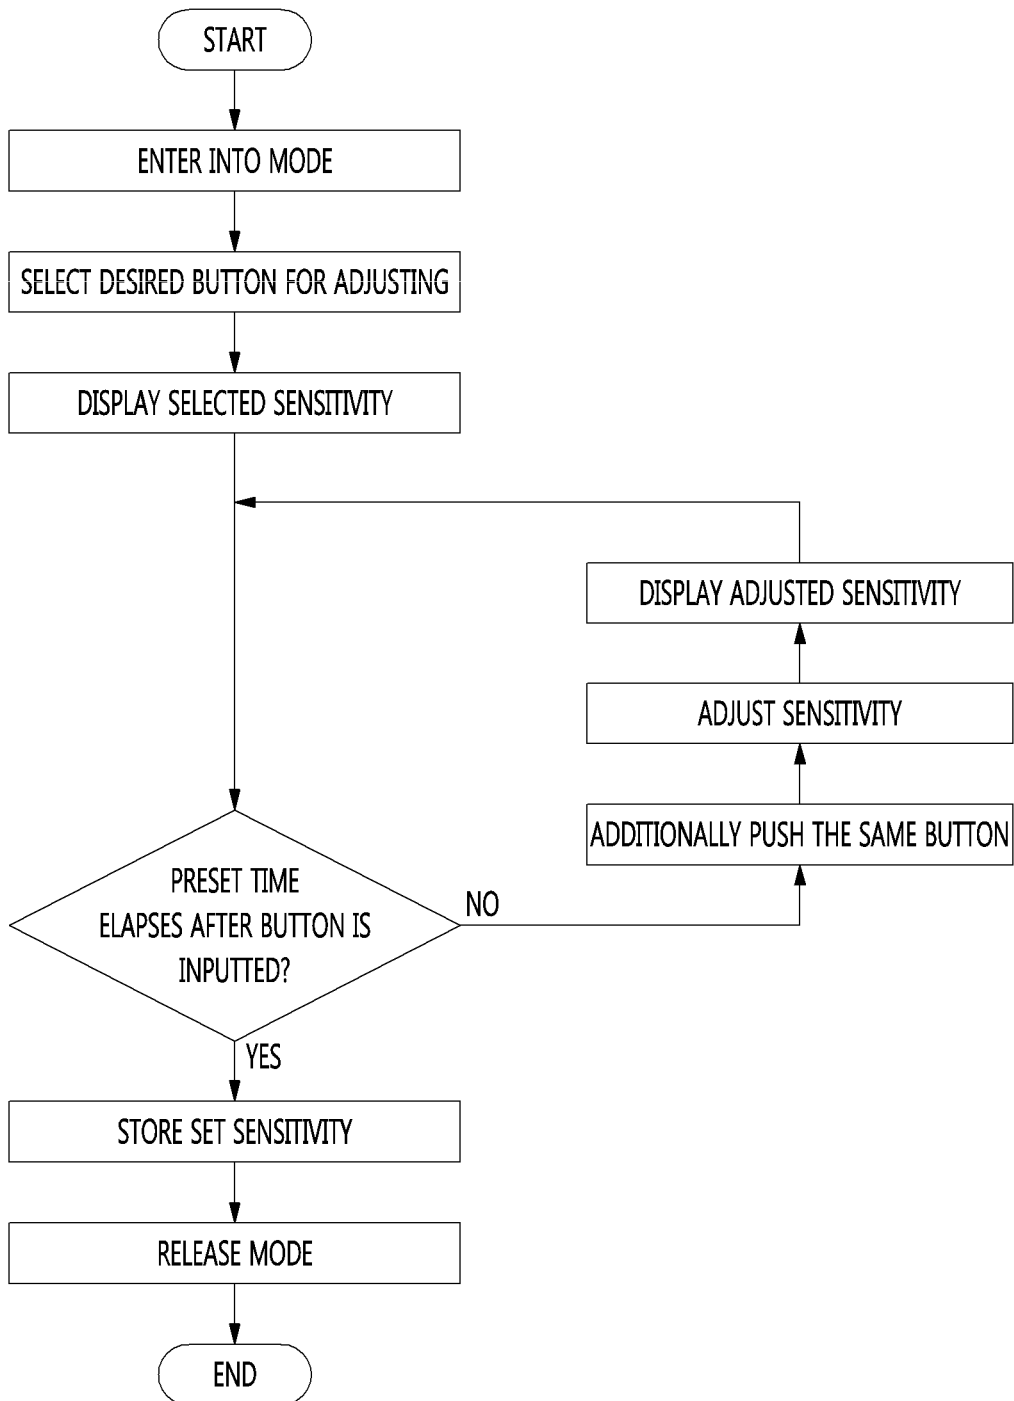 START
ENTER INTO MODE
SELECT DESIRED BUTTON FOR ADJUSTING
DISPLAY SELECTED SENSITIVITY
DISPLAY ADJUSTED SENSITIVITY
ADJUST SENSITIVITY
ADDITIONALLY PUSH THE SAME BUTTON
PRESET TIME
ELAPSES AFTER BUTTON IS
INPUTTED?
NO
YES
STORE SET SENSITIVITY
RELEASE MODE
END